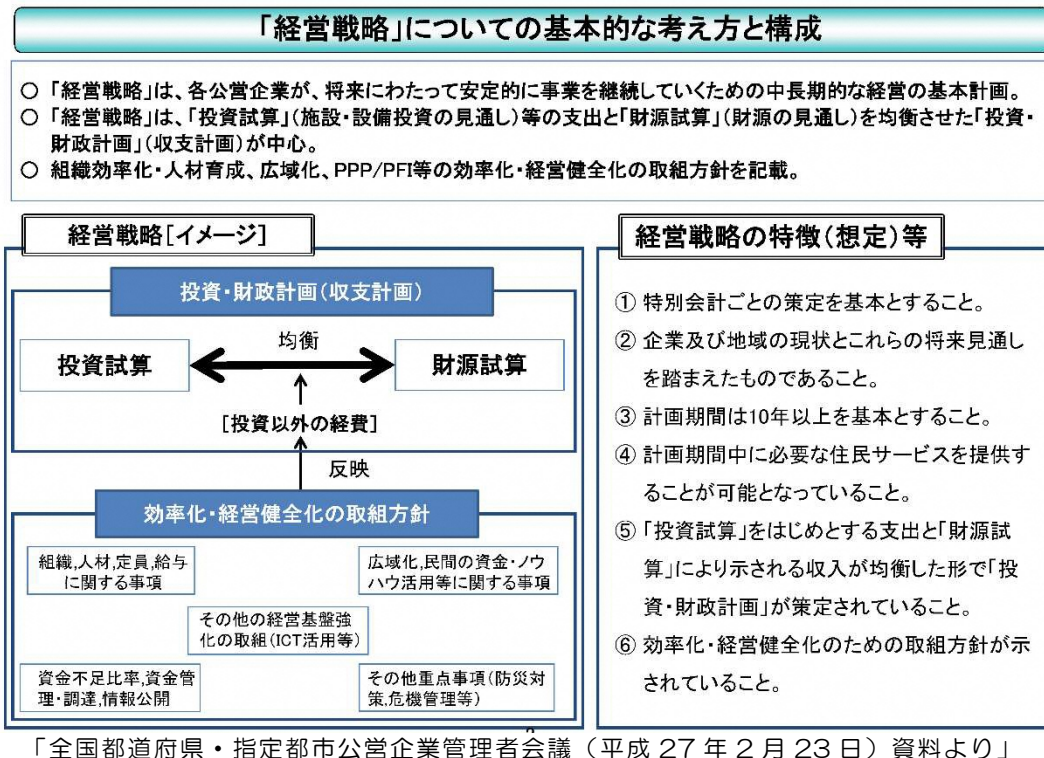 「経営戦略」についての基本的な考え方と構成
○ 「経営戦略」は、各公営企業が、将来にわたって安定的に事業を継続していくための中長期的な経営の基本計画。
○ 「経営戦略」は、「投資試算」(施設・設備投資の見通し)等の支出と「財源試算」(財源の見通し)を均衡させた「投資・
財政計画」(収支計画)が中心。
○ 組織効率化・人材育成、広域化、PPP/PFI等の効率化・経営健全化の取組方針を記載。
経営戦略[イメージ]
投資・財政計画(収支計画)
投資試算
均衡
財源試算
[投資以外の経費]
反映
効率化・経営健全化の取組方針
組織,人材,定員,給与
に関する事項
広域化,民間の資金・ノウ
ハウ活用等に関する事項
その他の経営基盤強
化の取組(ICT活用等)
資金不足比率,資金管
理・調達,情報公開
その他重点事項(防災対
策,危機管理等)
経営戦略の特徴(想定)等
① 特別会計ごとの策定を基本とすること。
② 企業及び地域の現状とこれらの将来見通し
を踏まえたものであること。
③ 計画期間は10年以上を基本とすること。
④ 計画期間中に必要な住民サービスを提供す
ることが可能となっていること。
⑤ 「投資試算」をはじめとする支出と「財源試
算」により示される収入が均衡した形で「投
資・財政計画」が策定されていること。
⑥ 効率化・経営健全化のための取組方針が示
されていること。
「全国都道府県・指定都市公営企業管理者会議（平成 27 年 2 月 23 日）資料より」